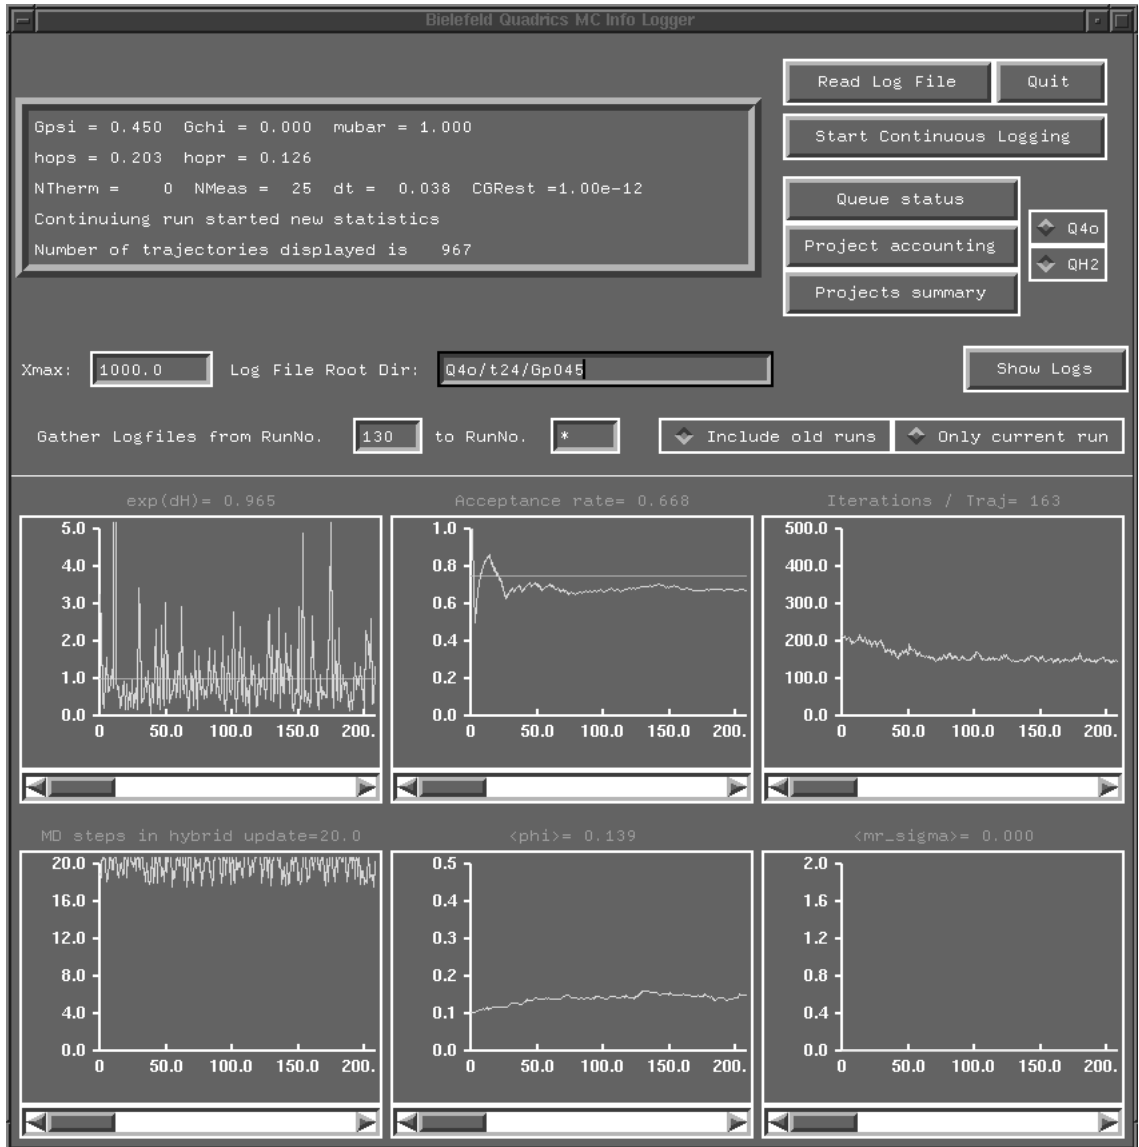 Bielefeld Quadrics MC Info Logger
Read Log File Quit
Start Continuous Logging
Gpsi = 0.450 Gchi = 0.000 mubar = 1.000
hops = 0.203 hopr = 0.126
NTherm = 0 NMeas = 25 dt = 0.038 CGRest =1.00e-12
Continuiung run started new statistics
Number of trajectories displayed is 967
Queue status
Project accounting
Projects summary
Q4o
QH2
Xmax: 1000.0 Log File Root Dir: Q4o/t24/Gp045 Show Logs
Gather Logfiles from RunNo. 130 to RunNo. * Include old runs Only current run
exp(dH)= 0.965
5.0
4.0
3.0
2.0
1.0
0.0
0 50.0 100.0 150.0 200.
Acceptance rate= 0.668
1.0
0.8
0.6
0.4
0.2
0.0
0 50.0 100.0 150.0 200.
Iterations / Traj= 163
500.0
400.0
300.0
200.0
100.0
0.0
0 50.0 100.0 150.0 200.
MD steps in hybrid update=20.0
20.0
16.0
12.0
8.0
4.0
0.0
0 50.0 100.0 150.0 200.
<phi>= 0.139
0.5
0.4
0.3
0.2
0.1
0.0
0 50.0 100.0 150.0 200.
<mr_sigma>= 0.000
2.0
1.6
1.2
0.8
0.4
0.0
0 50.0 100.0 150.0 200.